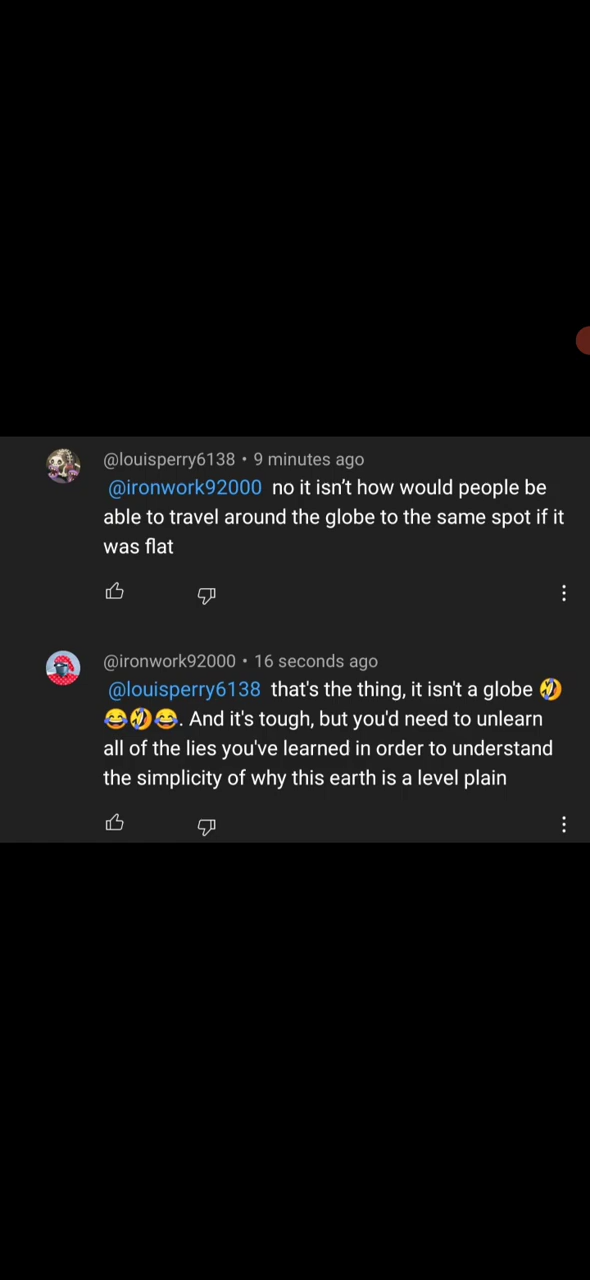 @louisperry6138 • 9 minutes ago
@ironwork92000 no it isn’t how would people be
able to travel around the globe to the same spot if it
was flat
@ironwork92000 • 16 seconds ago
@louisperry6138 that's the thing, it isn't a globe 🤣
😂🤣😂. And it's tough, but you'd need to unlearn
all of the lies you've learned in order to understand
the simplicity of why this earth is a level plain